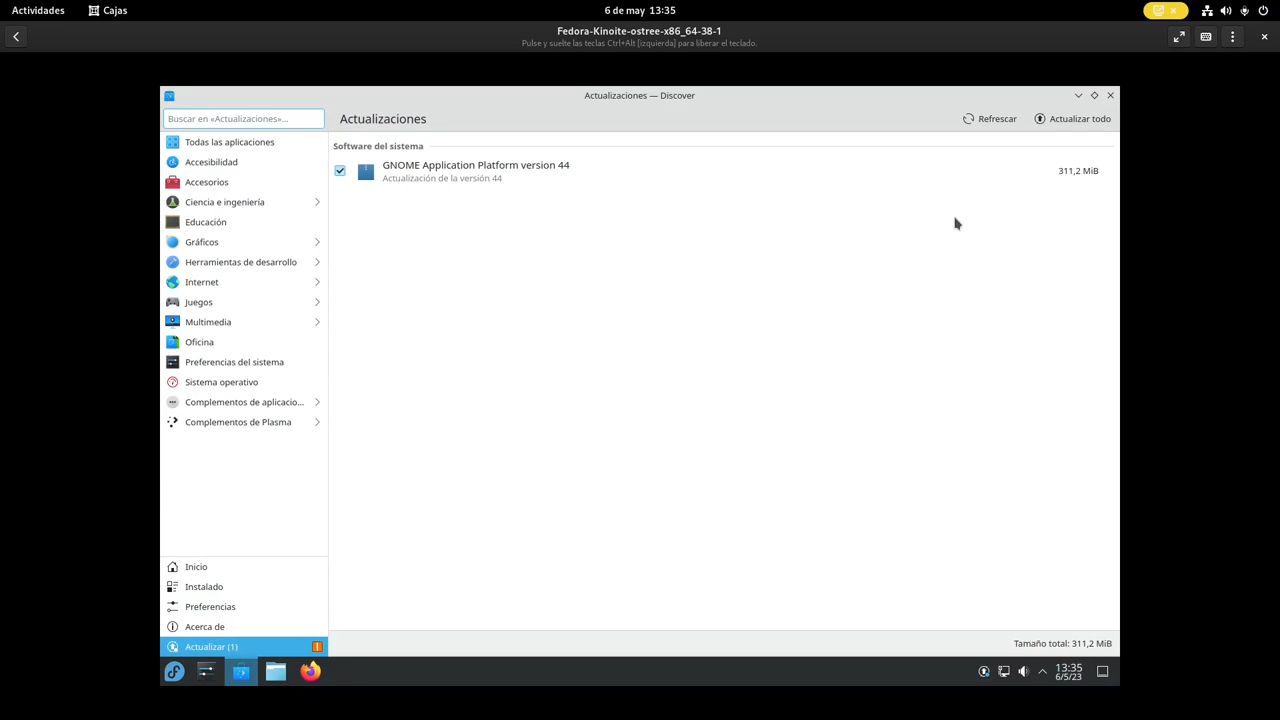 Actividades
Cajas
6 de may 13:35
Fedora-Kinoite-ostree-x86_64-38-1
Pulse y suelte las teclas Ctrl+Alt [izquierda] para liberar el teclado.
Actualizaciones — Discover
Buscar en «Actualizaciones»...
Actualizaciones
Refrescar
Actualizar todo
Todas las aplicaciones
Accesibilidad
Accesorios
Ciencia e ingeniería
Educación
Gráficos
Herramientas de desarrollo
Internet
Juegos
Multimedia
Oficina
Preferencias del sistema
Sistema operativo
Complementos de aplicacio...
Complementos de Plasma
Software del sistema
GNOME Application Platform version 44
Actualización de la versión 44
311,2 MiB
Inicio
Instalado
Preferencias
Acerca de
Actualizar (1)
Tamaño total: 311,2 MiB
13:35
6/5/23